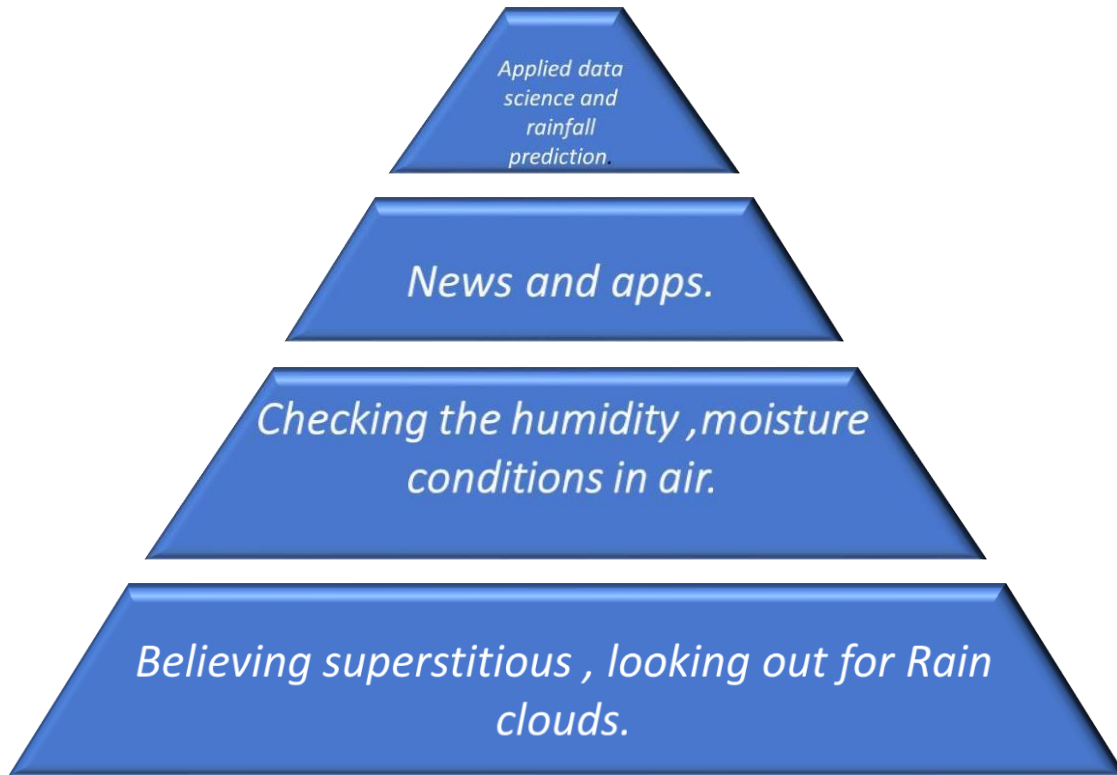 Applied data
science and
rainfall
prediction.
News and apps.
Checking the humidity ,moisture
conditions in air.
Believing superstitious , looking out for Rain
clouds.